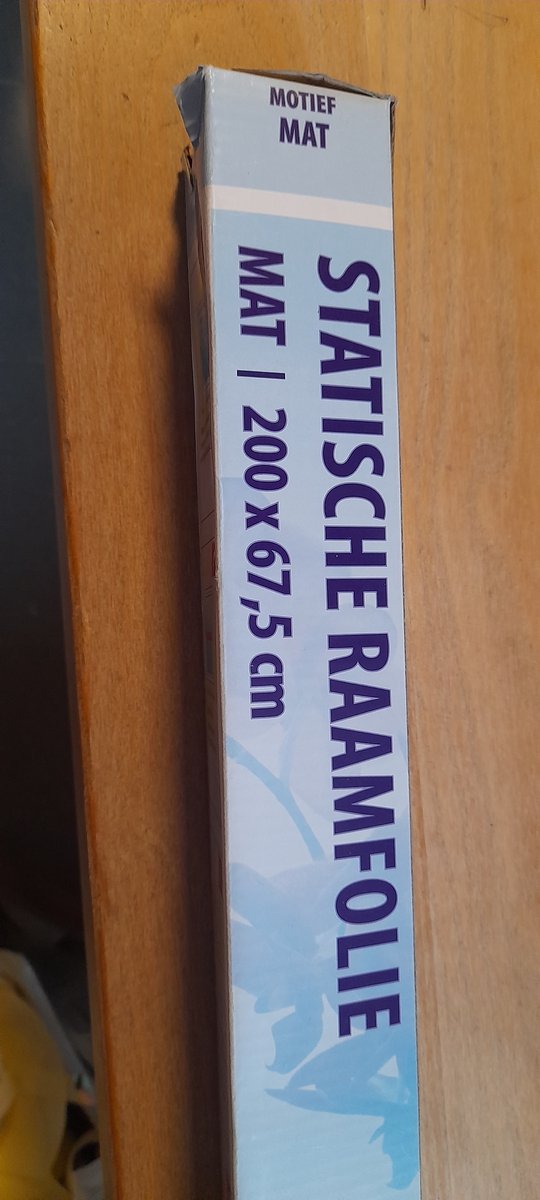 MOTIEF
MAT
STATISCHE RAAMFOLIE
MAT | 200 x 67,5 cm